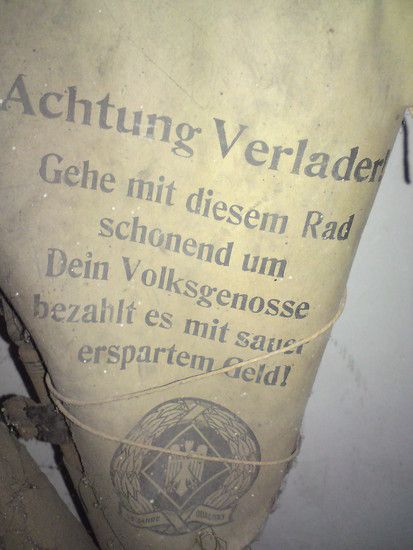 Achtung Verlader!
Gehe mit diesem Rad
schonend um
Dein Volksgenosse
bezahlt es mit sauer
erspartem Geld!